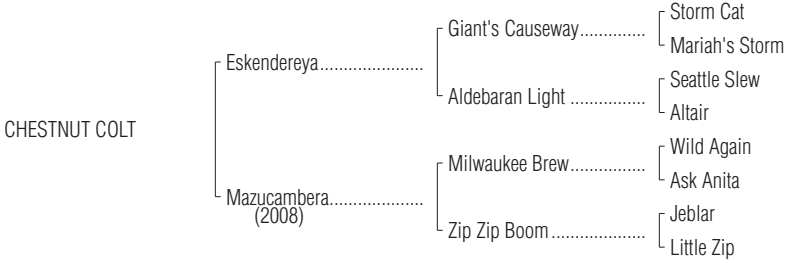 Storm Cat
Giant's Causeway..............
Mariah's Storm
Eskendereya......................
Seattle Slew
Aldebaran Light ................
Altair
CHESTNUT COLT
Wild Again
Milwaukee Brew................
Ask Anita
Mazucambera....................
(2008)
Jeblar
Zip Zip Boom ....................
Little Zip